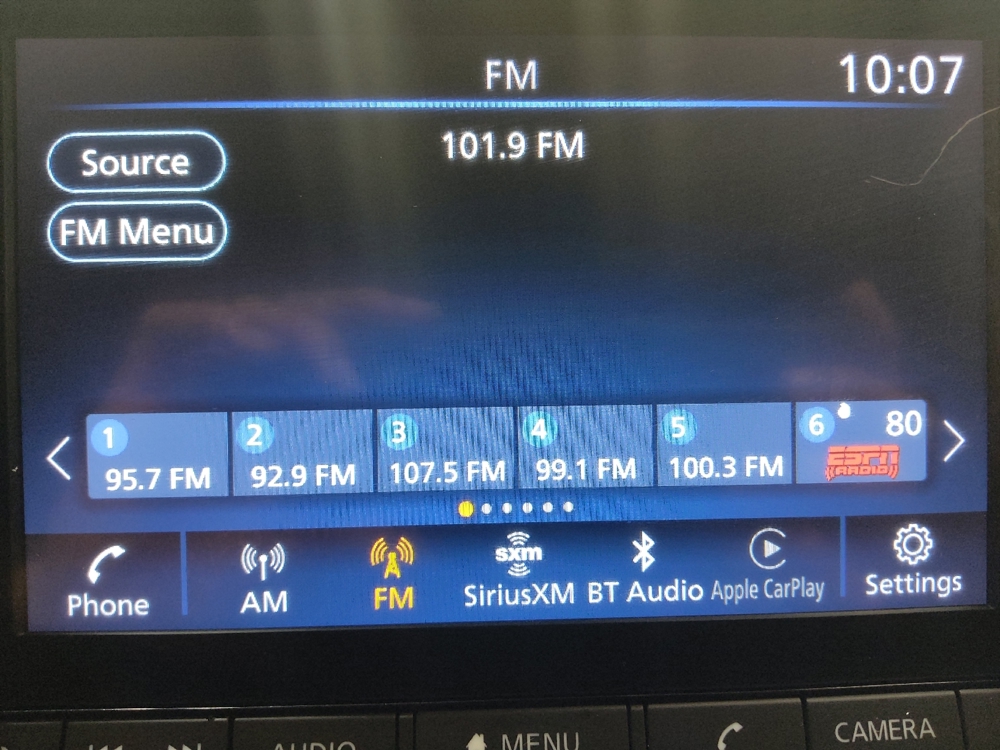 FM
10:07
Source
101.9 FM
FM Menu
1
95.7 FM
2
92.9 FM
3
107.5 FM
4
99.1 FM
5
100.3 FM
6
80
ESPN
RADIO
Phone
AM
FM
sxm
SiriusXM
BT Audio
Apple CarPlay
Settings
AUDIO
MENU
CAMERA